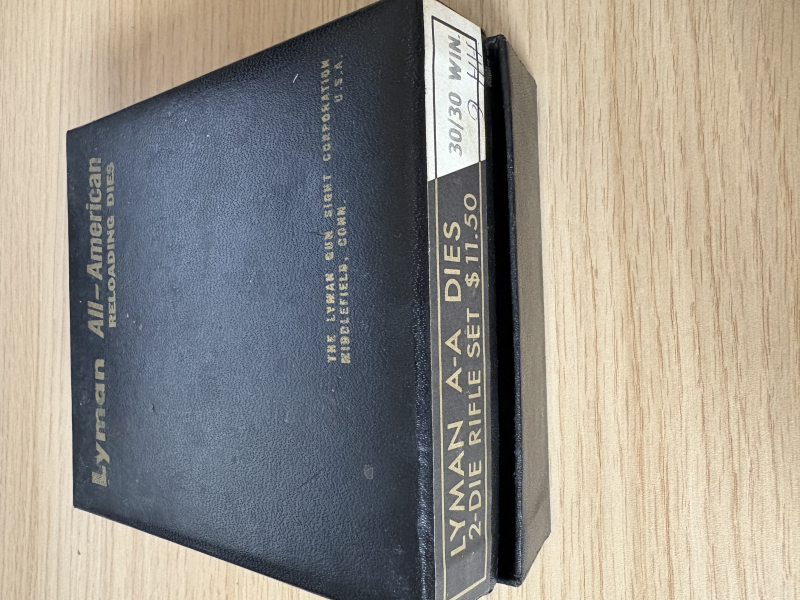 Lyman All-American
RELOADING DIES
THE LYMAN GUN SIGHT CORPORATION
MIDDLEFIELD, CONN. U.S.A.
LYMAN A-A DIES
2-DIE RIFLE SET $11.50
30/30 WIN.